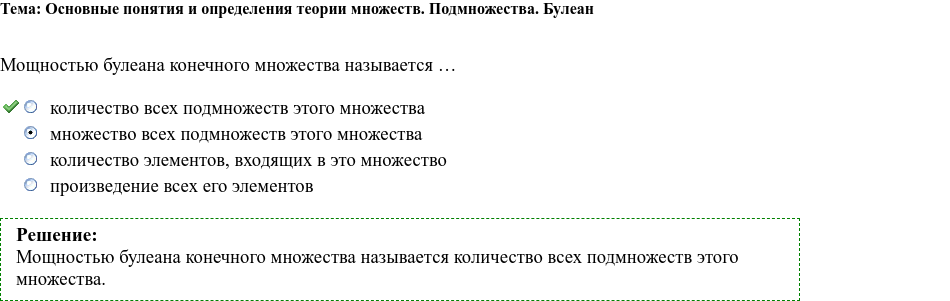 Тема: Основные понятия и определения теории множеств. Подмножества. Булеан
Мощностью булеана конечного множества называется …
количество всех подмножеств этого множества
множество всех подмножеств этого множества
количество элементов, входящих в это множество
произведение всех его элементов
Решение:
Мощностью булеана конечного множества называется количество всех подмножеств этого
множества.